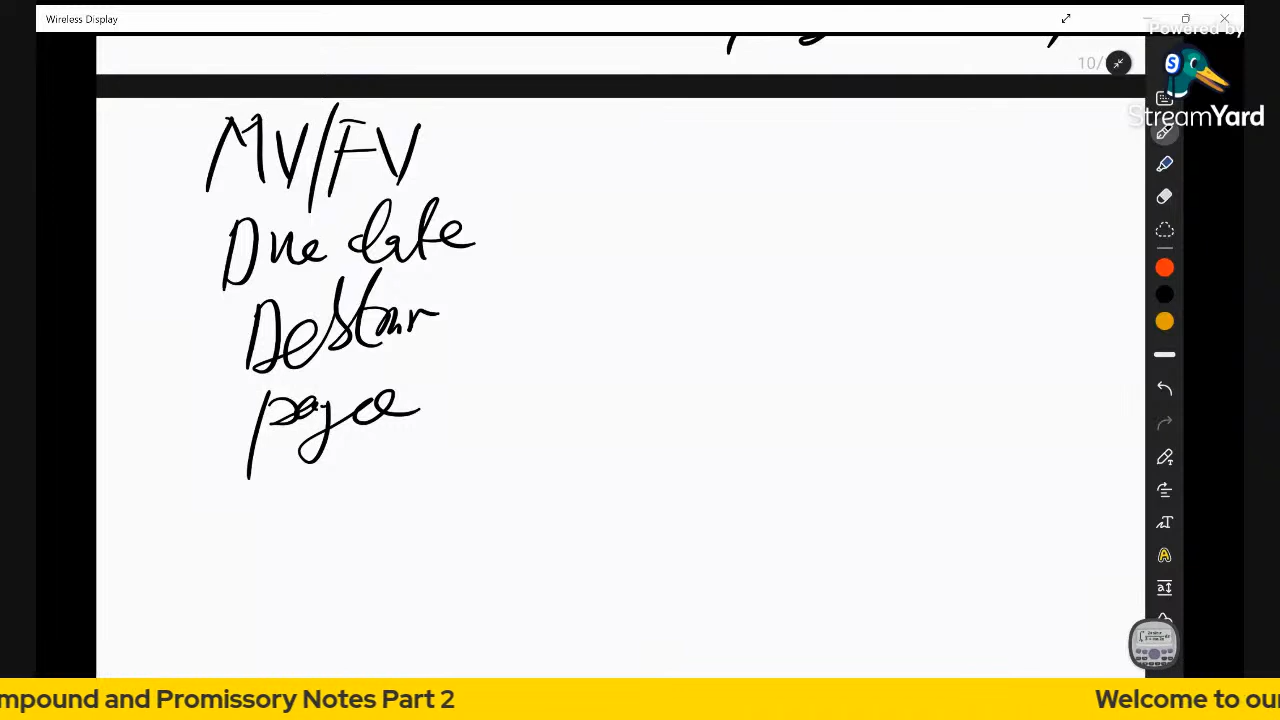 Wireless Display
Powered by
10/
StreamYard
MV/FV
Due date
payee
mpound and Promissory Notes Part 2
Welcome to ou